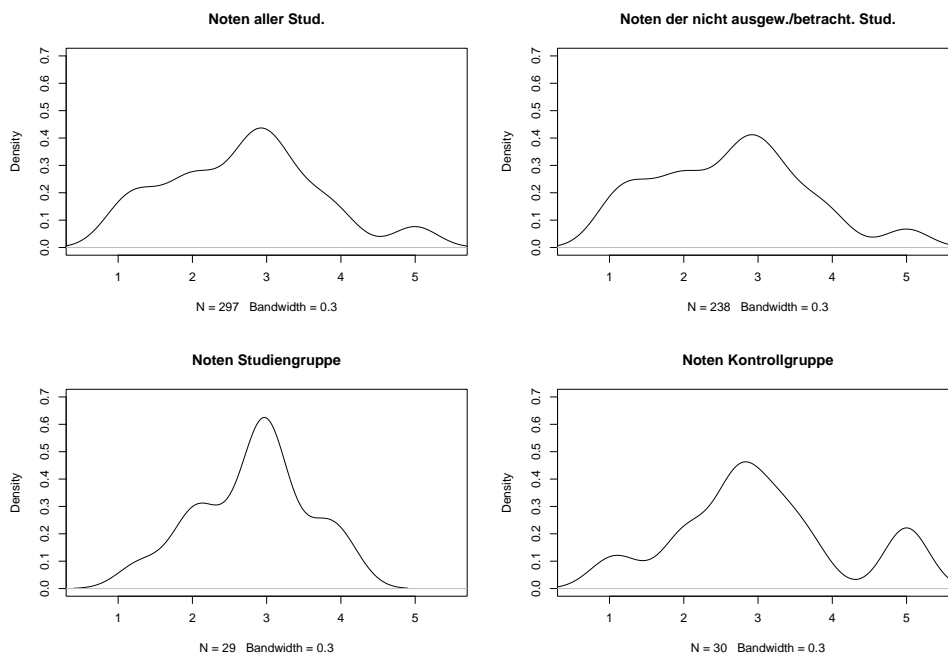 Noten aller Stud.
Density
0.0 0.1 0.2 0.3 0.4 0.5 0.6 0.7
1 2 3 4 5
N = 297 Bandwidth = 0.3
Noten der nicht ausgew./betracht. Stud.
Density
0.0 0.1 0.2 0.3 0.4 0.5 0.6 0.7
1 2 3 4 5
N = 238 Bandwidth = 0.3
Noten Studiengruppe
Density
0.0 0.1 0.2 0.3 0.4 0.5 0.6 0.7
1 2 3 4 5
N = 29 Bandwidth = 0.3
Noten Kontrollgruppe
Density
0.0 0.1 0.2 0.3 0.4 0.5 0.6 0.7
1 2 3 4 5
N = 30 Bandwidth = 0.3